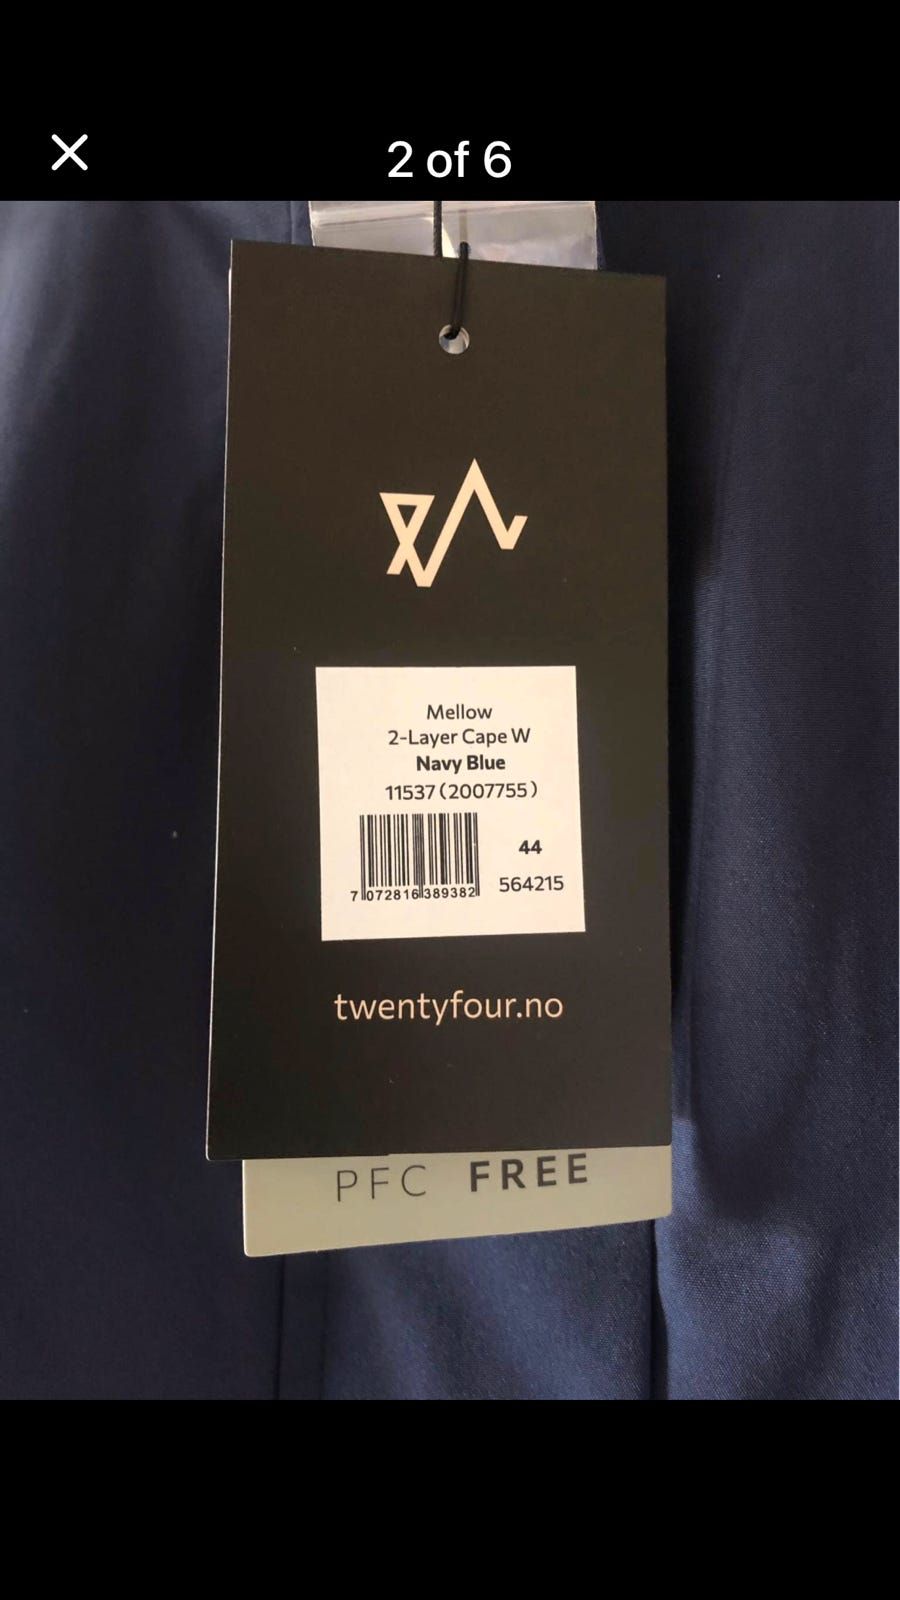 2 of 6
Mellow
2-Layer Cape W
Navy Blue
11537 (2007755)
44
7 072816 389382
564215
twentyfour.no
PFC FREE